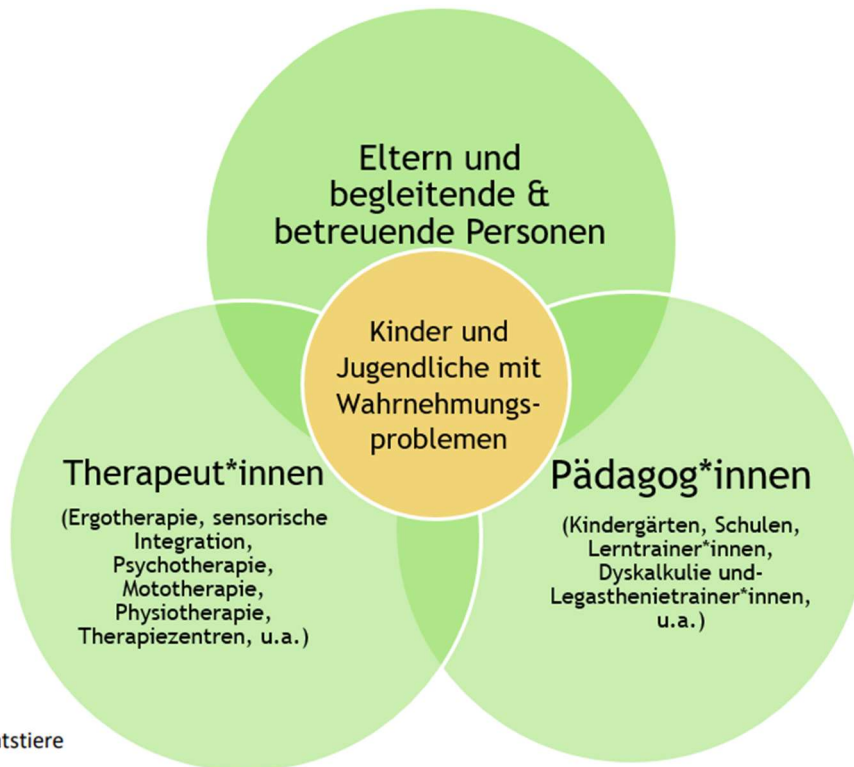 Eltern und
begleitende &
betreuende Personen
Kinder und
Jugendliche mit
Wahrnehmungs-
problemen
Therapeut*innen
(Ergotherapie, sensorische
Integration,
Psychotherapie,
Mototherapie,
Physiotherapie,
Therapiezentren, u.a.)
Pädagog*innen
(Kindergärten, Schulen,
Lerntrainer*innen,
Dyskalkulie und-
Legasthenietrainer*innen,
u.a.)